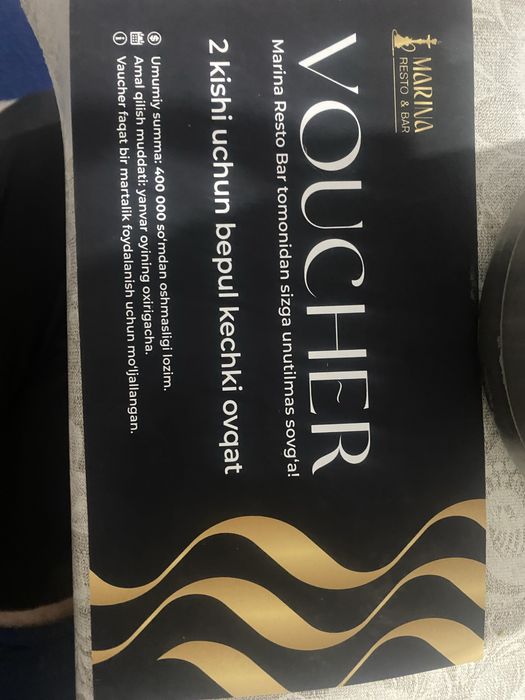 MARINA
RESTO & BAR
VOUCHER
Marina Resto Bar tomonidan sizga unutilmas sovg‘a!
2 kishi uchun bepul kechki ovqat
Umumiy summa: 400 000 so‘mdan oshmasligi lozim.
Amal qilish muddati: yanvar oyining oxirigacha.
Vaucher faqat bir martalik foydalanish uchun mo‘ljallangan.